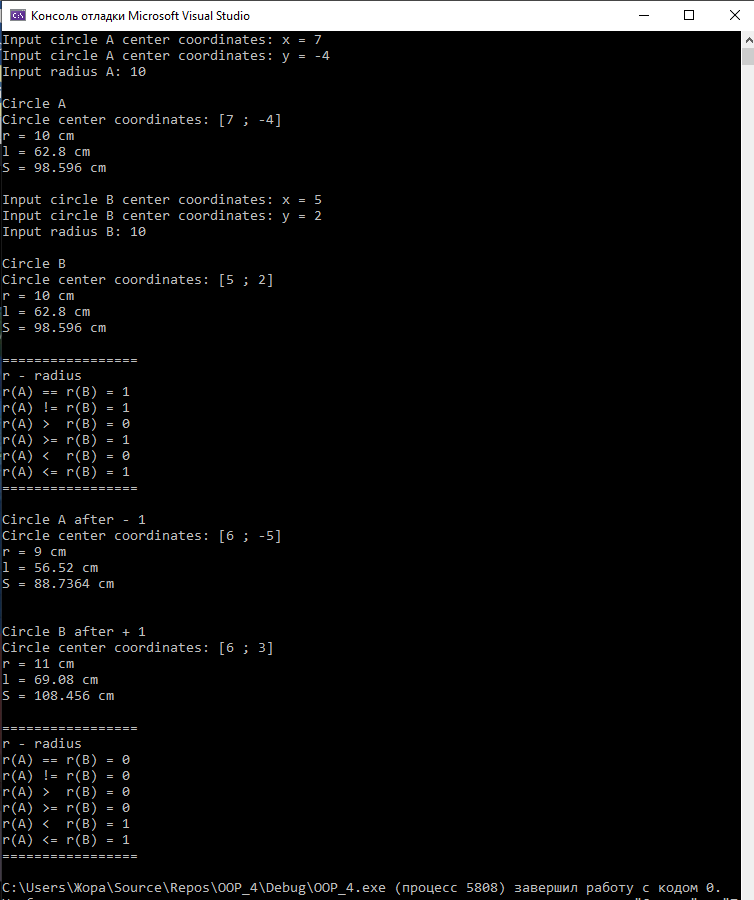 Консоль отладки Microsoft Visual Studio
Input circle A center coordinates: x = 7
Input circle A center coordinates: y = -4
Input radius A: 10
Circle A
Circle center coordinates: [7 ; -4]
r = 10 cm
l = 62.8 cm
S = 98.596 cm
Input circle B center coordinates: x = 5
Input circle B center coordinates: y = 2
Input radius B: 10
Circle B
Circle center coordinates: [5 ; 2]
r = 10 cm
l = 62.8 cm
S = 98.596 cm
=================
r - radius
r(A) == r(B) = 1
r(A) != r(B) = 1
r(A) >  r(B) = 0
r(A) >= r(B) = 1
r(A) <  r(B) = 0
r(A) <= r(B) = 1
=================
Circle A after - 1
Circle center coordinates: [6 ; -5]
r = 9 cm
l = 56.52 cm
S = 88.7364 cm
Circle B after + 1
Circle center coordinates: [6 ; 3]
r = 11 cm
l = 69.08 cm
S = 108.456 cm
=================
r - radius
r(A) == r(B) = 0
r(A) != r(B) = 0
r(A) >  r(B) = 0
r(A) >= r(B) = 0
r(A) <  r(B) = 1
r(A) <= r(B) = 1
=================
C:\Users\Жора\Source\Repos\OOP_4\Debug\OOP_4.exe (процесс 5808) завершил работу с кодом 0.